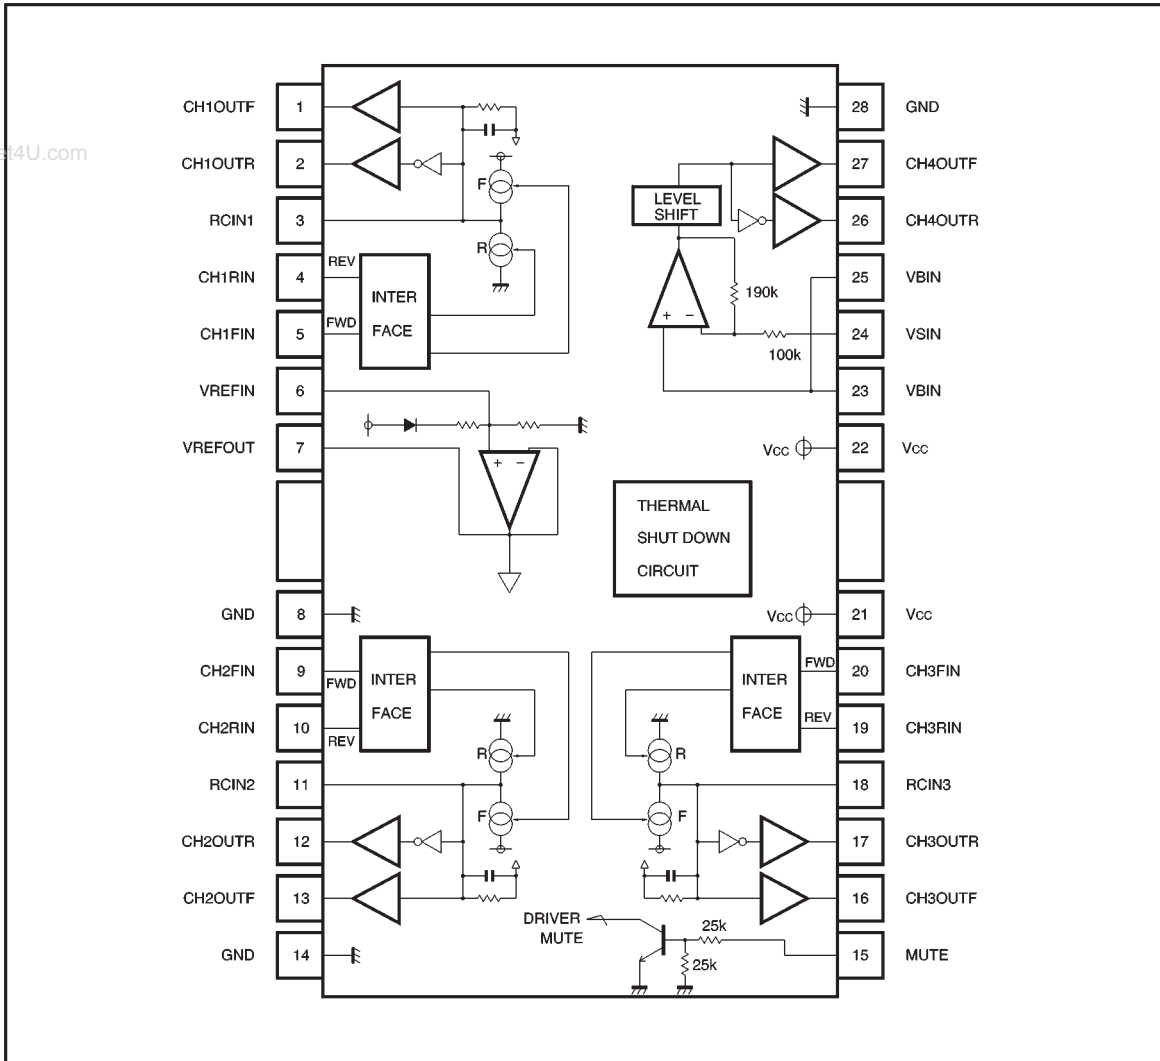 CH1OUTF 1
CH1OUTR 2
RCIN1 3
CH1RIN 4 REV
CH1FIN 5 FWD
INTER
FACE
F
R
VREFIN 6
VREFOUT 7
+ −
GND 8
CH2FIN 9 FWD
CH2RIN 10 REV
INTER
FACE
R
F
RCIN2 11
CH2OUTR 12
CH2OUTF 13
GND 14
28 GND
27 CH4OUTF
26 CH4OUTR
LEVEL
SHIFT
25 VBIN
190k
+ −
24 VSIN
100k
23 VBIN
Vcc 22 Vcc
THERMAL
SHUT DOWN
CIRCUIT
Vcc 21 Vcc
FWD 20 CH3FIN
REV 19 CH3RIN
INTER
FACE
R
F
18 RCIN3
17 CH3OUTR
16 CH3OUTF
DRIVER
MUTE
25k
25k
15 MUTE
et4U.com